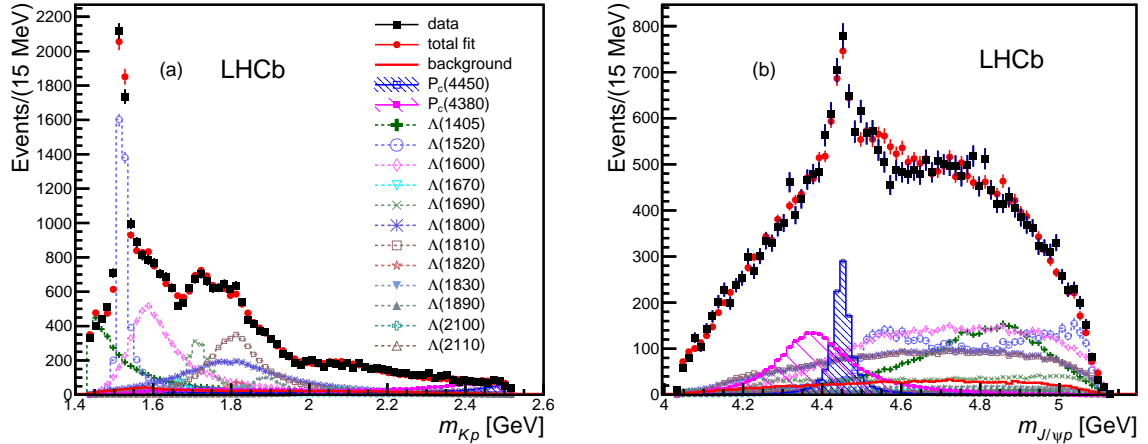 Events/(15 MeV)
2200
2000
1800
1600
1400
1200
1000
800
600
400
200
0
1.4 1.6 1.8 2 2.2 2.4 2.6
m_{Kp} [GeV]
(a)
LHCb
data
total fit
background
P_c(4450)
P_c(4380)
Λ(1405)
Λ(1520)
Λ(1600)
Λ(1670)
Λ(1690)
Λ(1800)
Λ(1810)
Λ(1820)
Λ(1830)
Λ(1890)
Λ(2100)
Λ(2110)
Events/(15 MeV)
800
700
600
500
400
300
200
100
0
4 4.2 4.4 4.6 4.8 5
m_{J/ψp} [GeV]
(b)
LHCb